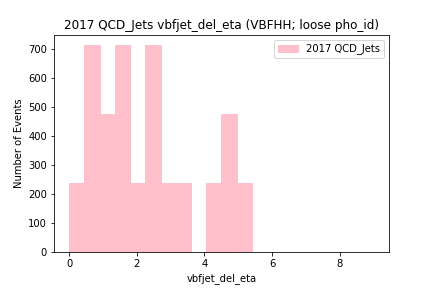 2017 QCD_Jets vbfjet_del_eta (VBFHH; loose pho_id)
2017 QCD_Jets
Number of Events
700
600
500
400
300
200
100
0
0 2 4 6 8
vbfjet_del_eta